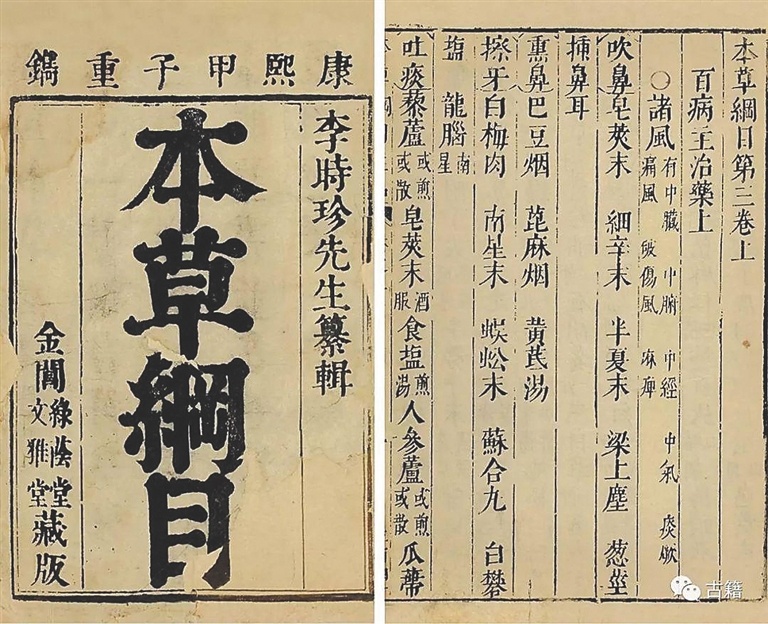 康熙甲子重鐫
李時珍先生纂輯
本草綱目
金閶綠蔭堂文雅堂藏版
本草綱目第三卷上
百病主治藥上
○諸風 有中臟 中腑 中經 中氣 痰厥
痛風 破傷風 麻痺
吹鼻皂莢末 細辛末 半夏末 梁上塵 葱莖
挿鼻耳
熏鼻巴豆烟 蓖麻烟 黃芪湯
擦牙白梅肉 南星末 蜈蚣末 蘇合丸 白礬
塩 龍腦南星
吐痰藜蘆或煎或散 皂莢末酒服 食塩煎湯 人參蘆或煎或散 瓜蒂
古籍